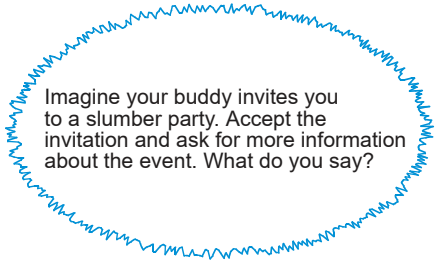 Imagine your buddy invites you
to a slumber party. Accept the
invitation and ask for more information
about the event. What do you say?